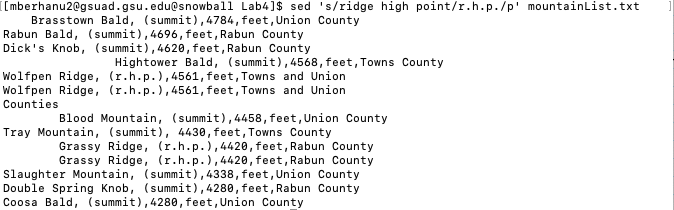 [mberhanu2@gsuad.gsu.edu@snowball Lab4]$ sed 's/ridge high point/r.h.p./p' mountainList.txt ]
Brasstown Bald, (summit),4784,feet,Union County
Rabun Bald, (summit),4696,feet,Rabun County
Dick's Knob, (summit),4620,feet,Rabun County
Hightower Bald, (summit),4568,feet,Towns County
Wolfpen Ridge, (r.h.p.),4561,feet,Towns and Union
Wolfpen Ridge, (r.h.p.),4561,feet,Towns and Union
Counties
Blood Mountain, (summit),4458,feet,Union County
Tray Mountain, (summit), 4430,feet,Towns County
Grassy Ridge, (r.h.p.),4420,feet,Rabun County
Grassy Ridge, (r.h.p.),4420,feet,Rabun County
Slaughter Mountain, (summit),4338,feet,Union County
Double Spring Knob, (summit),4280,feet,Rabun County
Coosa Bald, (summit),4280,feet,Union County